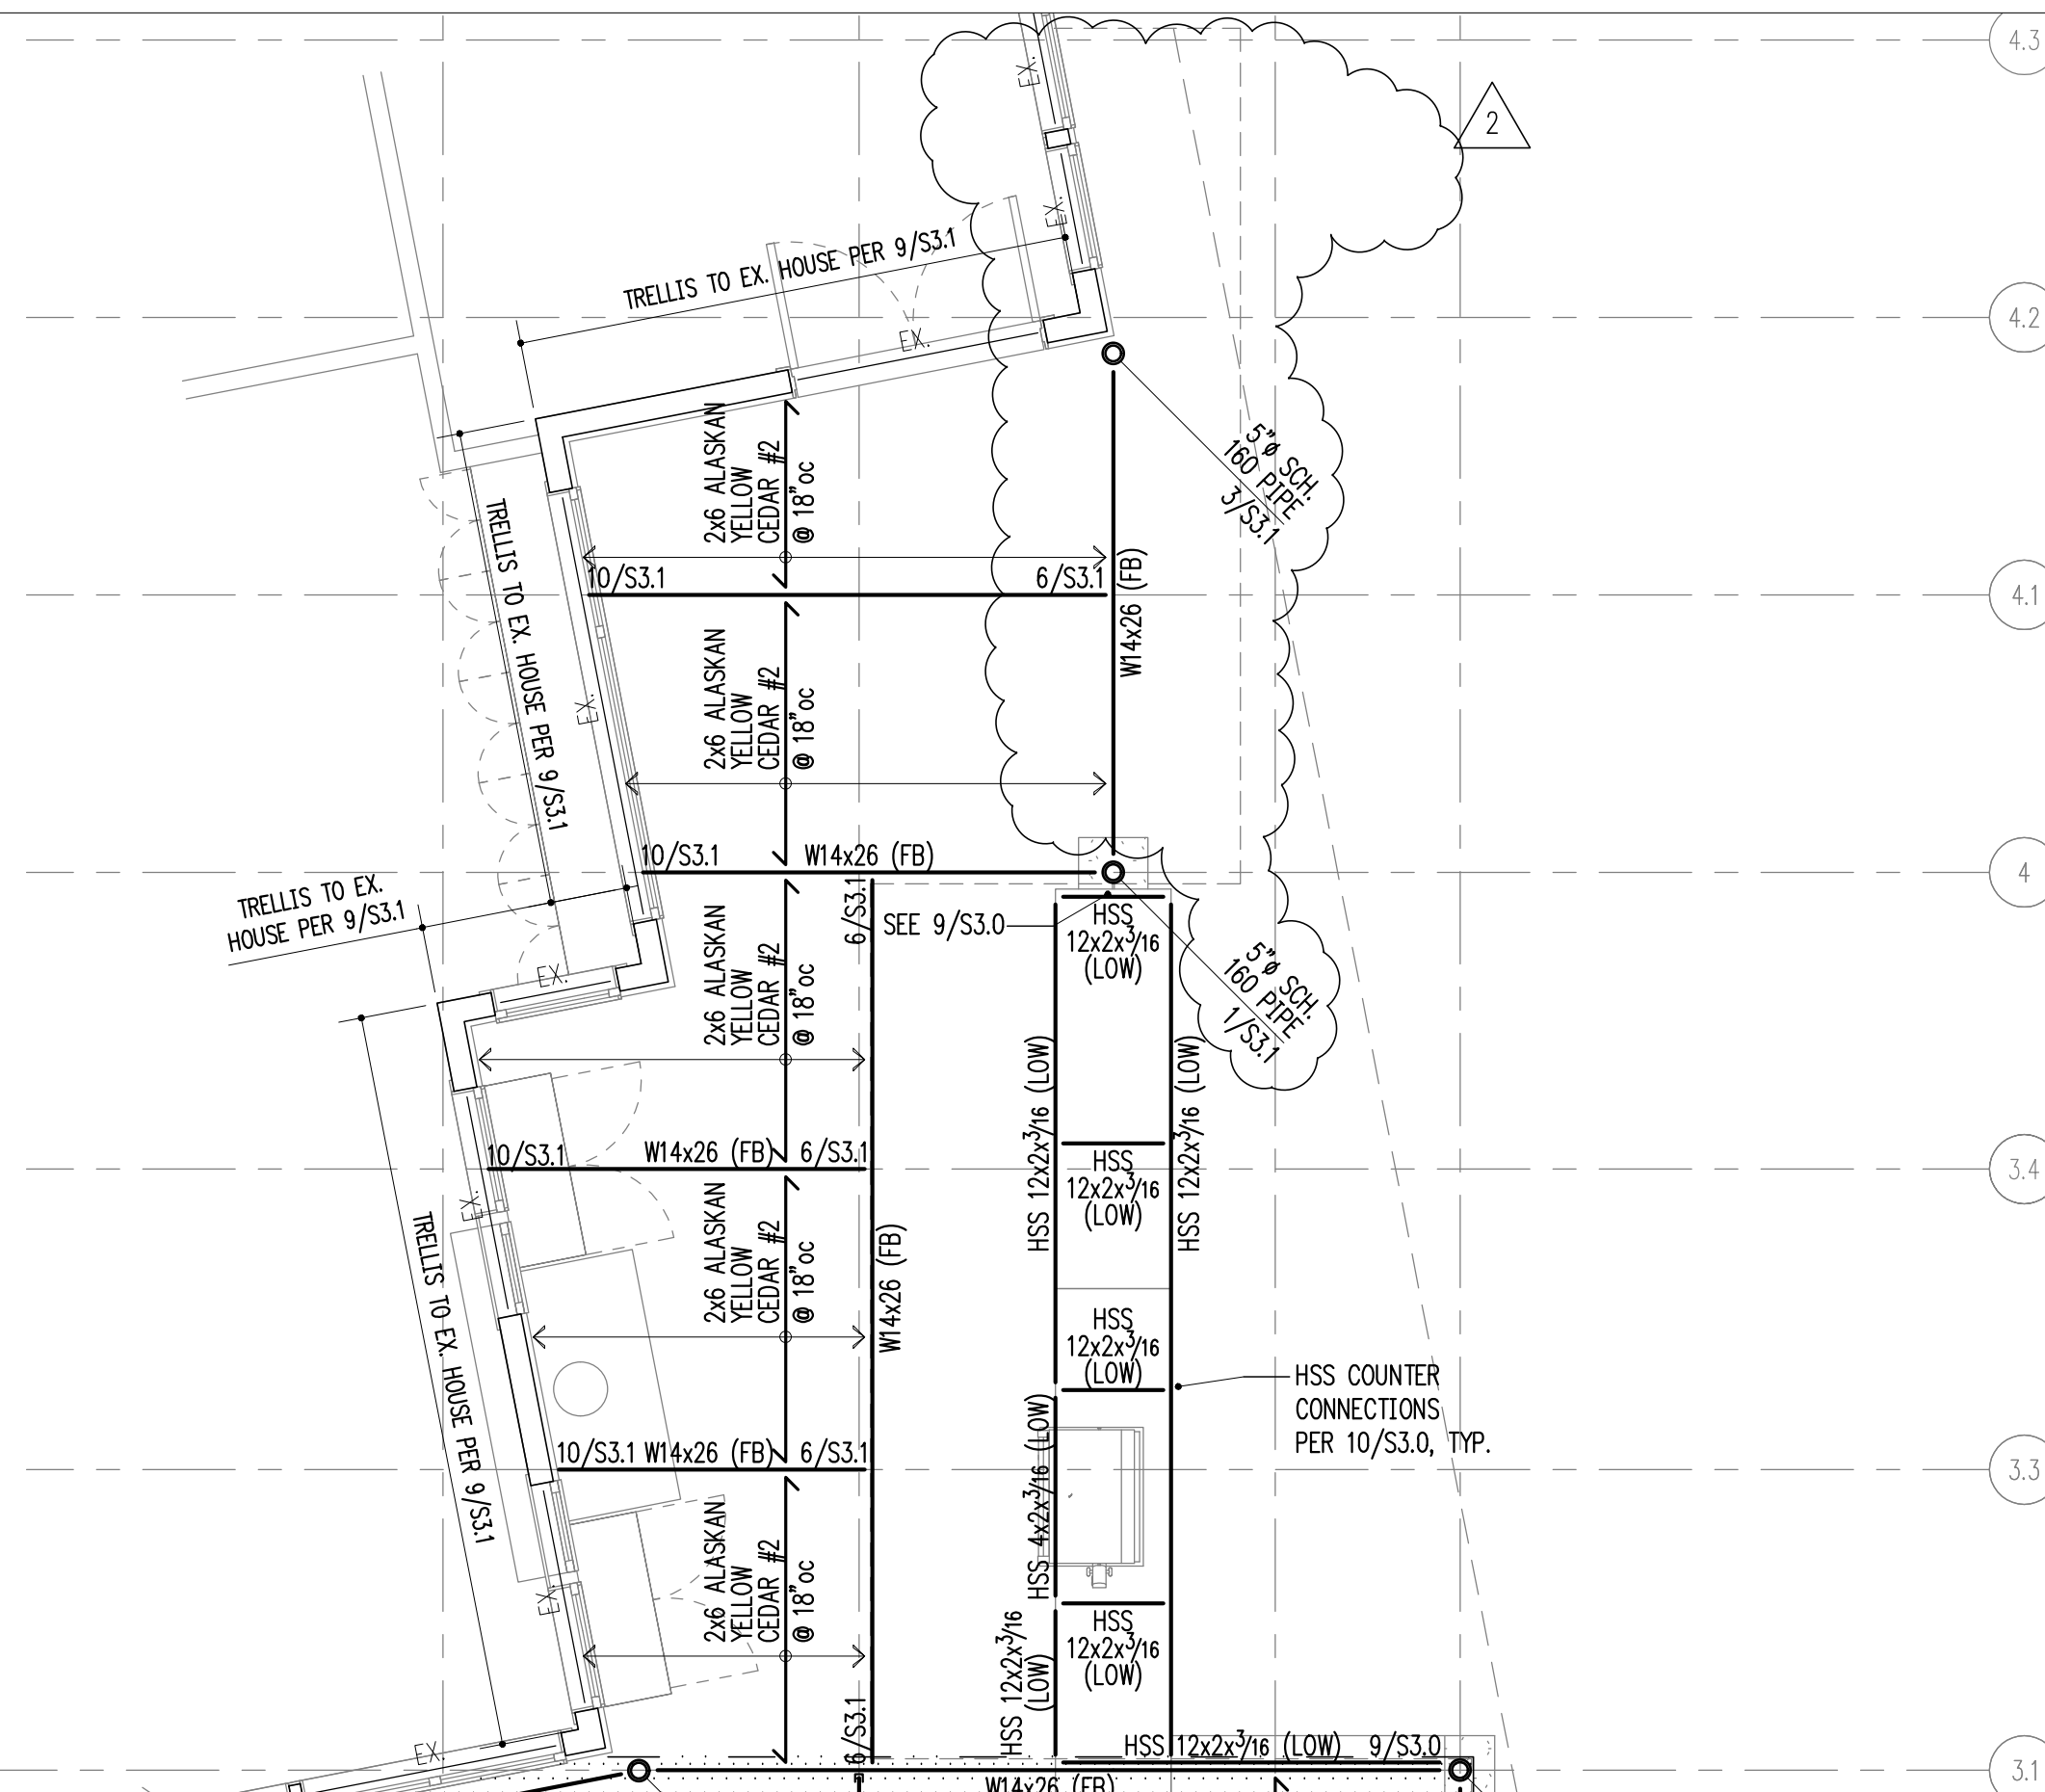 4.3
EX.
2
EX.
TRELLIS TO EX. HOUSE PER 9/S3.1
4.2
EX.
2x6 ALASKAN
YELLOW
CEDAR #2
@ 18" oc
5"ø SCH.
160 PIPE
3/S3.1
10/S3.1
6/S3.1
W14x26 (FB)
4.1
TRELLIS TO EX. HOUSE PER 9/S3.1
EX.
2x6 ALASKAN
YELLOW
CEDAR #2
@ 18" oc
10/S3.1
W14x26 (FB)
4
TRELLIS TO EX.
HOUSE PER 9/S3.1
6/S3.1
SEE 9/S3.0
HSS
12x2x3/16
(LOW)
5"ø SCH.
160 PIPE
1/S3.1
EX.
2x6 ALASKAN
YELLOW
CEDAR #2
@ 18" oc
HSS 12x2x3/16 (LOW)
HSS 12x2x3/16 (LOW)
10/S3.1
W14x26 (FB)
6/S3.1
HSS
12x2x3/16
(LOW)
3.4
EX.
TRELLIS TO EX. HOUSE PER 9/S3.1
2x6 ALASKAN
YELLOW
CEDAR #2
@ 18" oc
W14x26 (FB)
HSS
12x2x3/16
(LOW)
HSS COUNTER
CONNECTIONS
PER 10/S3.0, TYP.
10/S3.1
W14x26 (FB)
6/S3.1
HSS 4x2x3/16 (LOW)
3.3
EX.
2x6 ALASKAN
YELLOW
CEDAR #2
@ 18" oc
HSS
12x2x3/16
(LOW)
HSS 12x2x3/16
(LOW)
6/S3.1
EX.
HSS 12x2x3/16 (LOW)
9/S3.0
3.1
W14x26 (FB)